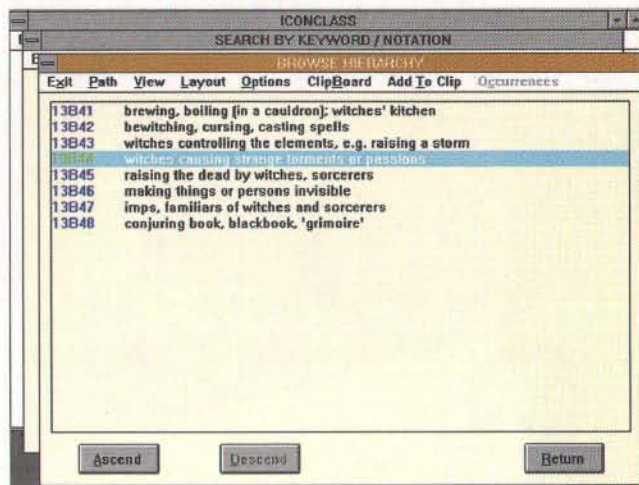 ICONCLASS
SEARCH BY KEYWORD / NOTATION
BROWSE HIERARCHY
Exit Path View Layout Options ClipBoard Add To Clip Occurrences
13B41 brewing, boiling (in a cauldron); witches' kitchen
13B42 bewitching, cursing, casting spells
13B43 witches controlling the elements, e.g. raising a storm
13B44 witches causing strange torments or passions
13B45 raising the dead by witches, sorcerers
13B46 making things or persons invisible
13B47 imps, familiars of witches and sorcerers
13B48 conjuring book, blackbook, 'grimoire'
Ascend Descend Return